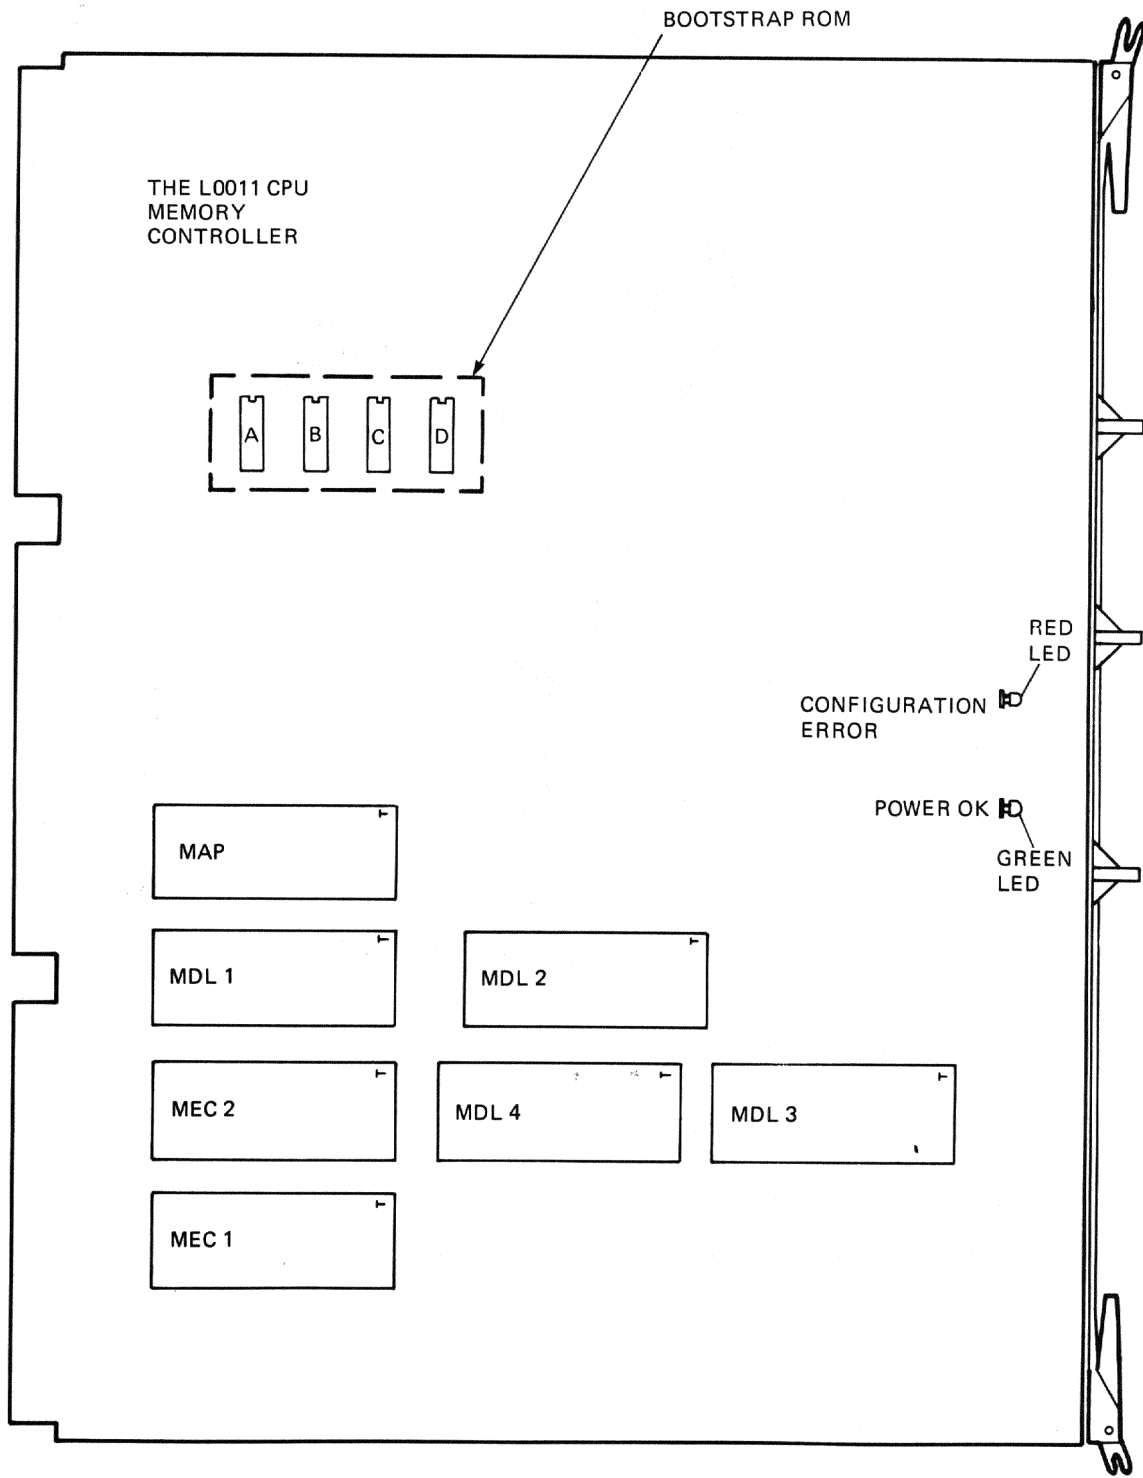 BOOTSTRAP ROM
THE L0011 CPU
MEMORY
CONTROLLER
A B C D
RED
LED
CONFIGURATION
ERROR
POWER OK
GREEN
LED
T
MAP
T
MDL 1
T
MDL 2
T
MEC 2
T
MDL 4
T
MDL 3
T
MEC 1